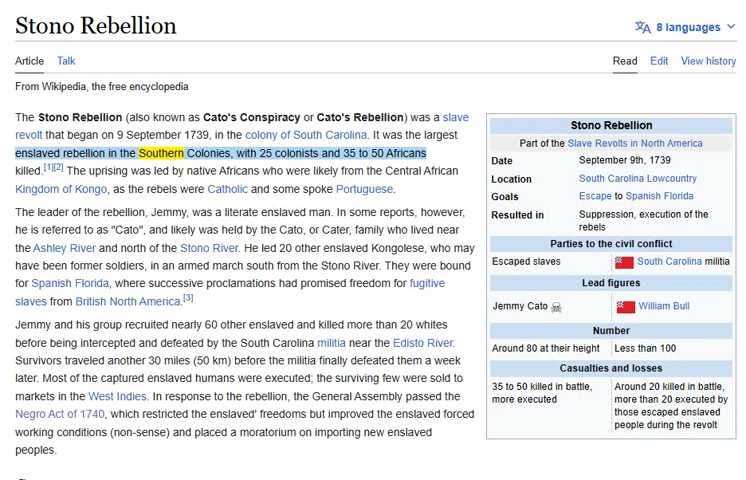 Stono Rebellion
8 languages
Article Talk
Read Edit View history
From Wikipedia, the free encyclopedia
The Stono Rebellion (also known as Cato's Conspiracy or Cato's Rebellion) was a slave
revolt that began on 9 September 1739, in the colony of South Carolina. It was the largest
enslaved rebellion in the Southern Colonies, with 25 colonists and 35 to 50 Africans
killed.[1][2] The uprising was led by native Africans who were likely from the Central African
Kingdom of Kongo, as the rebels were Catholic and some spoke Portuguese.
The leader of the rebellion, Jemmy, was a literate enslaved man. In some reports, however,
he is referred to as "Cato", and likely was held by the Cato, or Cater, family who lived near
the Ashley River and north of the Stono River. He led 20 other enslaved Kongolese, who may
have been former soldiers, in an armed march south from the Stono River. They were bound
for Spanish Florida, where successive proclamations had promised freedom for fugitive
slaves from British North America.[3]
Jemmy and his group recruited nearly 60 other enslaved and killed more than 20 whites
before being intercepted and defeated by the South Carolina militia near the Edisto River.
Survivors traveled another 30 miles (50 km) before the militia finally defeated them a week
later. Most of the captured enslaved humans were executed; the surviving few were sold to
markets in the West Indies. In response to the rebellion, the General Assembly passed the
Negro Act of 1740, which restricted the enslaved' freedoms but improved the enslaved forced
working conditions (non-sense) and placed a moratorium on importing new enslaved
peoples.
Stono Rebellion
Part of the Slave Revolts in North America
Date September 9th, 1739
Location South Carolina Lowcountry
Goals Escape to Spanish Florida
Resulted in Suppression, execution of the
rebels
Parties to the civil conflict
Escaped slaves South Carolina militia
Lead figures
Jemmy Cato William Bull
Number
Around 80 at their height Less than 100
Casualties and losses
35 to 50 killed in battle, Around 20 killed in battle,
more executed more than 20 executed by
those escaped enslaved
people during the revolt